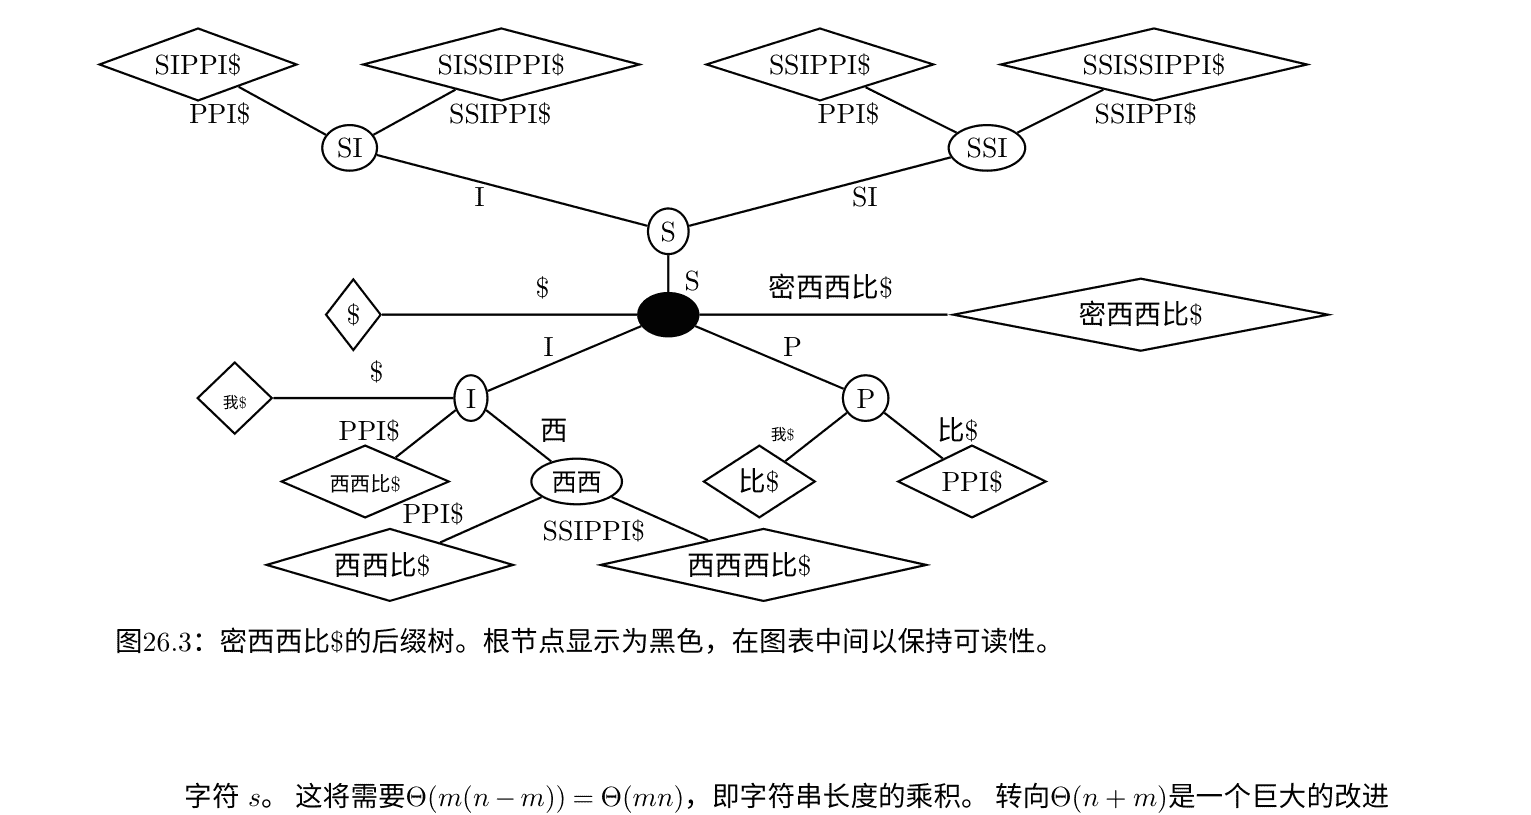 SIPPI$ SISSIPPI$ SSIPPI$ SSISSIPPI$
PPI$ SSIPPI$ PPI$ SSIPPI$
SI SSI
I SI
S
S
$ 密西西比$
$ 密西西比$
I P
$
我$ I P
PPI$ 西 我$ 比$
西西比$ 西西 比$ PPI$
PPI$ SSIPPI$
西西比$ 西西西比$
图26.3：密西西比$的后缀树。根节点显示为黑色，在图表中间以保持可读性。
字符 s。 这将需要Θ(m(n − m)) = Θ(mn)，即字符串长度的乘积。 转向Θ(n + m)是一个巨大的改进